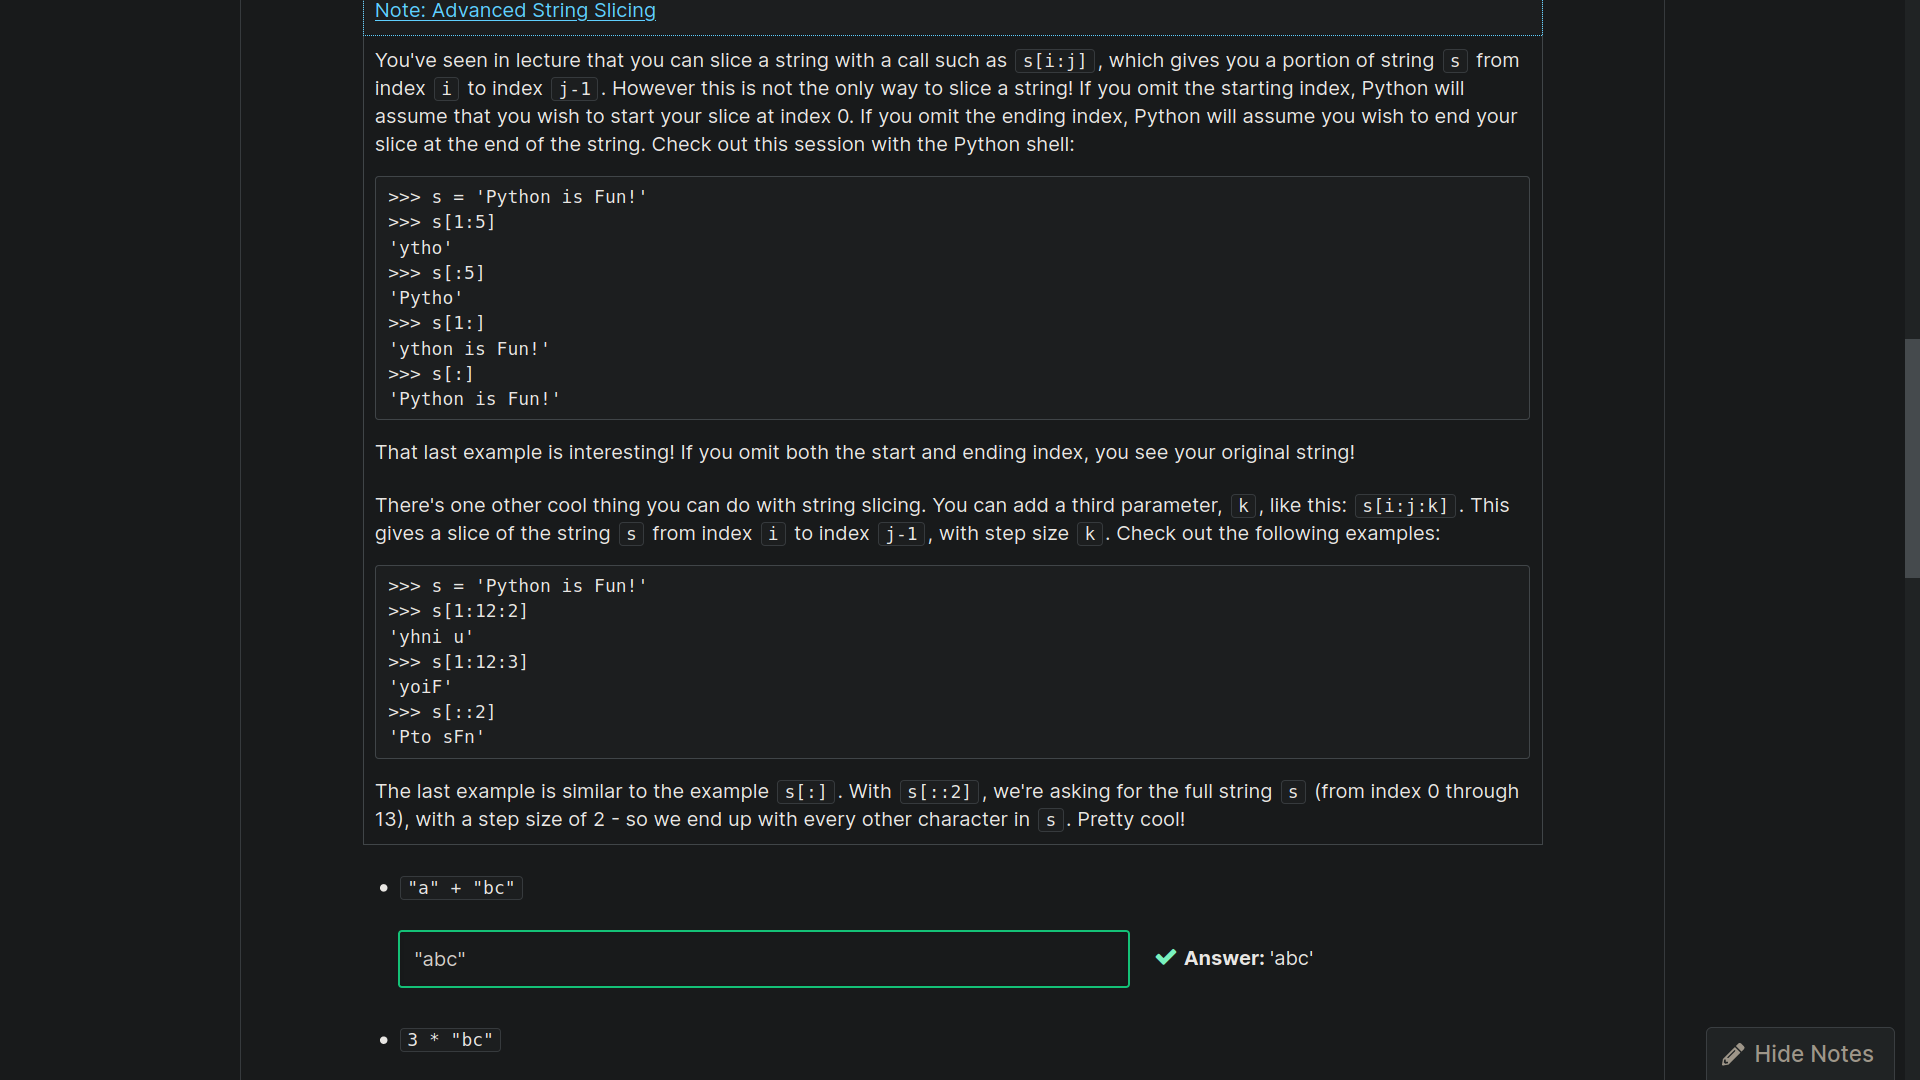 Note: Advanced String Slicing
You've seen in lecture that you can slice a string with a call such as s[i:j], which gives you a portion of string s from
index i to index j-1. However this is not the only way to slice a string! If you omit the starting index, Python will
assume that you wish to start your slice at index 0. If you omit the ending index, Python will assume you wish to end your
slice at the end of the string. Check out this session with the Python shell:
>>> s = 'Python is Fun!'
>>> s[1:5]
'ytho'
>>> s[:5]
'Pytho'
>>> s[1:]
'ython is Fun!'
>>> s[:]
'Python is Fun!'
That last example is interesting! If you omit both the start and ending index, you see your original string!
There's one other cool thing you can do with string slicing. You can add a third parameter, k, like this: s[i:j:k]. This
gives a slice of the string s from index i to index j-1, with step size k. Check out the following examples:
>>> s = 'Python is Fun!'
>>> s[1:12:2]
'yhni u'
>>> s[1:12:3]
'yoiF'
>>> s[::2]
'Pto sFn'
The last example is similar to the example s[:]. With s[::2], we're asking for the full string s (from index 0 through
13), with a step size of 2 - so we end up with every other character in s. Pretty cool!
"a" + "bc"
"abc"
Answer: 'abc'
3 * "bc"
Hide Notes